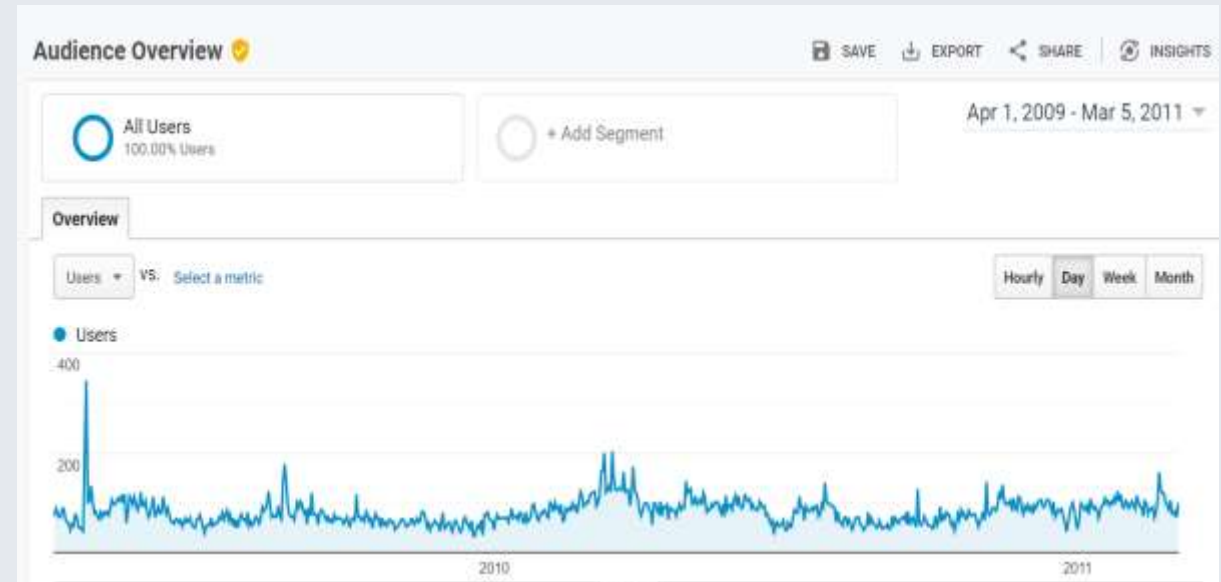 Audience Overview
SAVE EXPORT SHARE INSIGHTS
All Users
100.00% Users
+ Add Segment
Apr 1, 2009 - Mar 5, 2011
Overview
Users VS. Select a metric
Hourly Day Week Month
Users
400
200
2010 2011